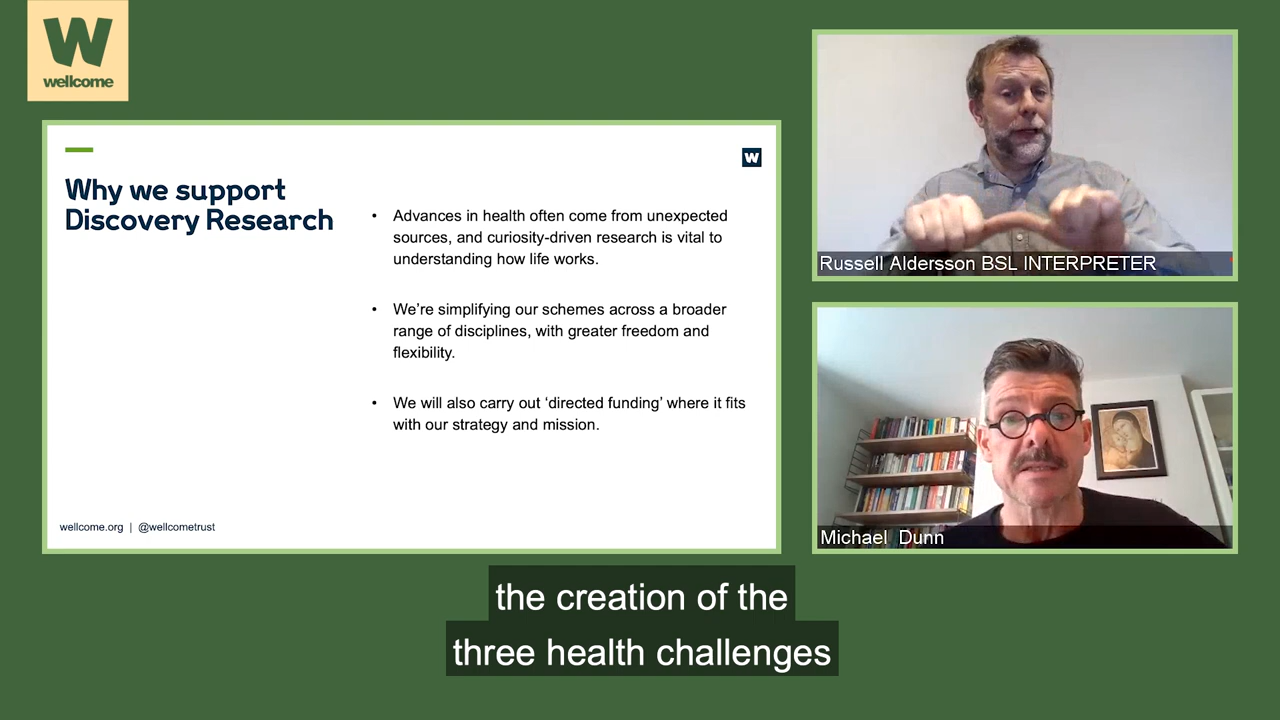 W
wellcome
W
Why we support
Discovery Research
• Advances in health often come from unexpected
sources, and curiosity-driven research is vital to
understanding how life works.
• We’re simplifying our schemes across a broader
range of disciplines, with greater freedom and
flexibility.
• We will also carry out ‘directed funding’ where it fits
with our strategy and mission.
wellcome.org | @wellcometrust
Russell Aldersson BSL INTERPRETER
Michael Dunn
the creation of the
three health challenges